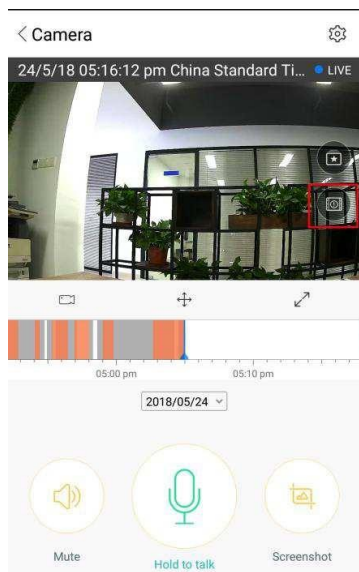 Camera
24/5/18 05:16:12 pm China Standard Ti... LIVE
05:00 pm 05:10 pm
2018/05/24
Mute
Hold to talk
Screenshot